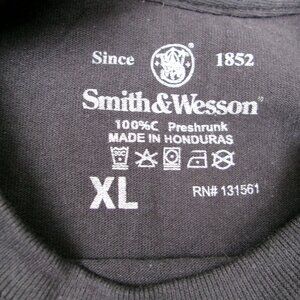 Since 1852
Smith & Wesson
100%C Preshrunk
MADE IN HONDURAS
XL
RN# 131561